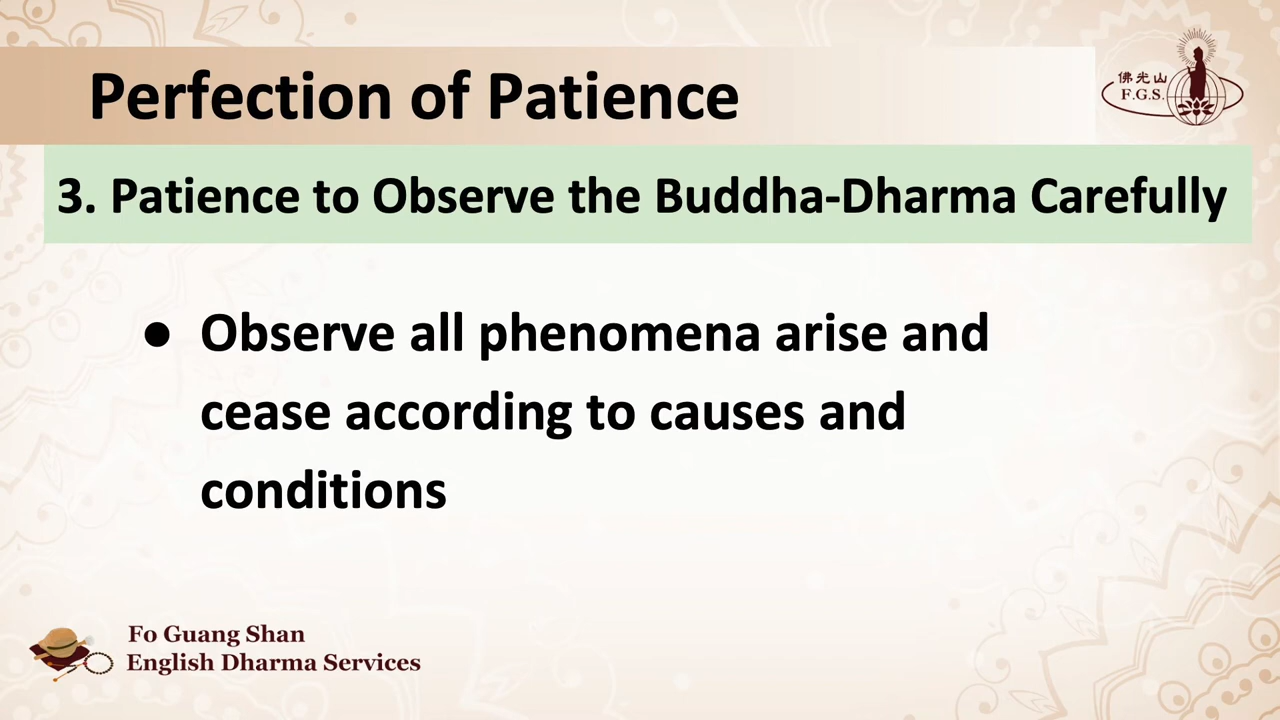 Perfection of Patience
佛光山
F.G.S.
3. Patience to Observe the Buddha-Dharma Carefully
● Observe all phenomena arise and
cease according to causes and
conditions
Fo Guang Shan
English Dharma Services